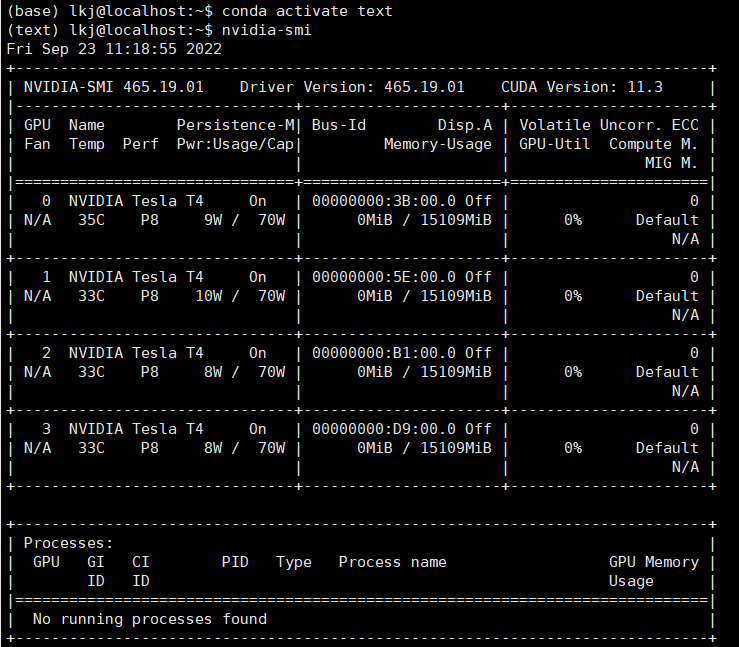 (base) lkj@localhost:~$ conda activate text
(text) lkj@localhost:~$ nvidia-smi
Fri Sep 23 11:18:55 2022
+-----------------------------------------------------------------------------+
| NVIDIA-SMI 465.19.01    Driver Version: 465.19.01    CUDA Version: 11.3     |
|-------------------------------+----------------------+----------------------+
| GPU  Name        Persistence-M| Bus-Id        Disp.A | Volatile Uncorr. ECC |
| Fan  Temp  Perf  Pwr:Usage/Cap|         Memory-Usage | GPU-Util  Compute M. |
|                               |                      |               MIG M. |
|===============================+======================+======================|
|   0  NVIDIA Tesla T4     On   | 00000000:3B:00.0 Off |                    0 |
| N/A   35C    P8     9W /  70W |      0MiB / 15109MiB |      0%      Default |
|                               |                      |                  N/A |
+-------------------------------+----------------------+----------------------+
|   1  NVIDIA Tesla T4     On   | 00000000:5E:00.0 Off |                    0 |
| N/A   33C    P8    10W /  70W |      0MiB / 15109MiB |      0%      Default |
|                               |                      |                  N/A |
+-------------------------------+----------------------+----------------------+
|   2  NVIDIA Tesla T4     On   | 00000000:B1:00.0 Off |                    0 |
| N/A   33C    P8     8W /  70W |      0MiB / 15109MiB |      0%      Default |
|                               |                      |                  N/A |
+-------------------------------+----------------------+----------------------+
|   3  NVIDIA Tesla T4     On   | 00000000:D9:00.0 Off |                    0 |
| N/A   33C    P8     8W /  70W |      0MiB / 15109MiB |      0%      Default |
|                               |                      |                  N/A |
+-------------------------------+----------------------+----------------------+

+-----------------------------------------------------------------------------+
| Processes:                                                                  |
|  GPU   GI   CI        PID   Type   Process name                  GPU Memory |
|        ID   ID                                                   Usage      |
|=============================================================================|
|  No running processes found                                                 |
+-----------------------------------------------------------------------------+